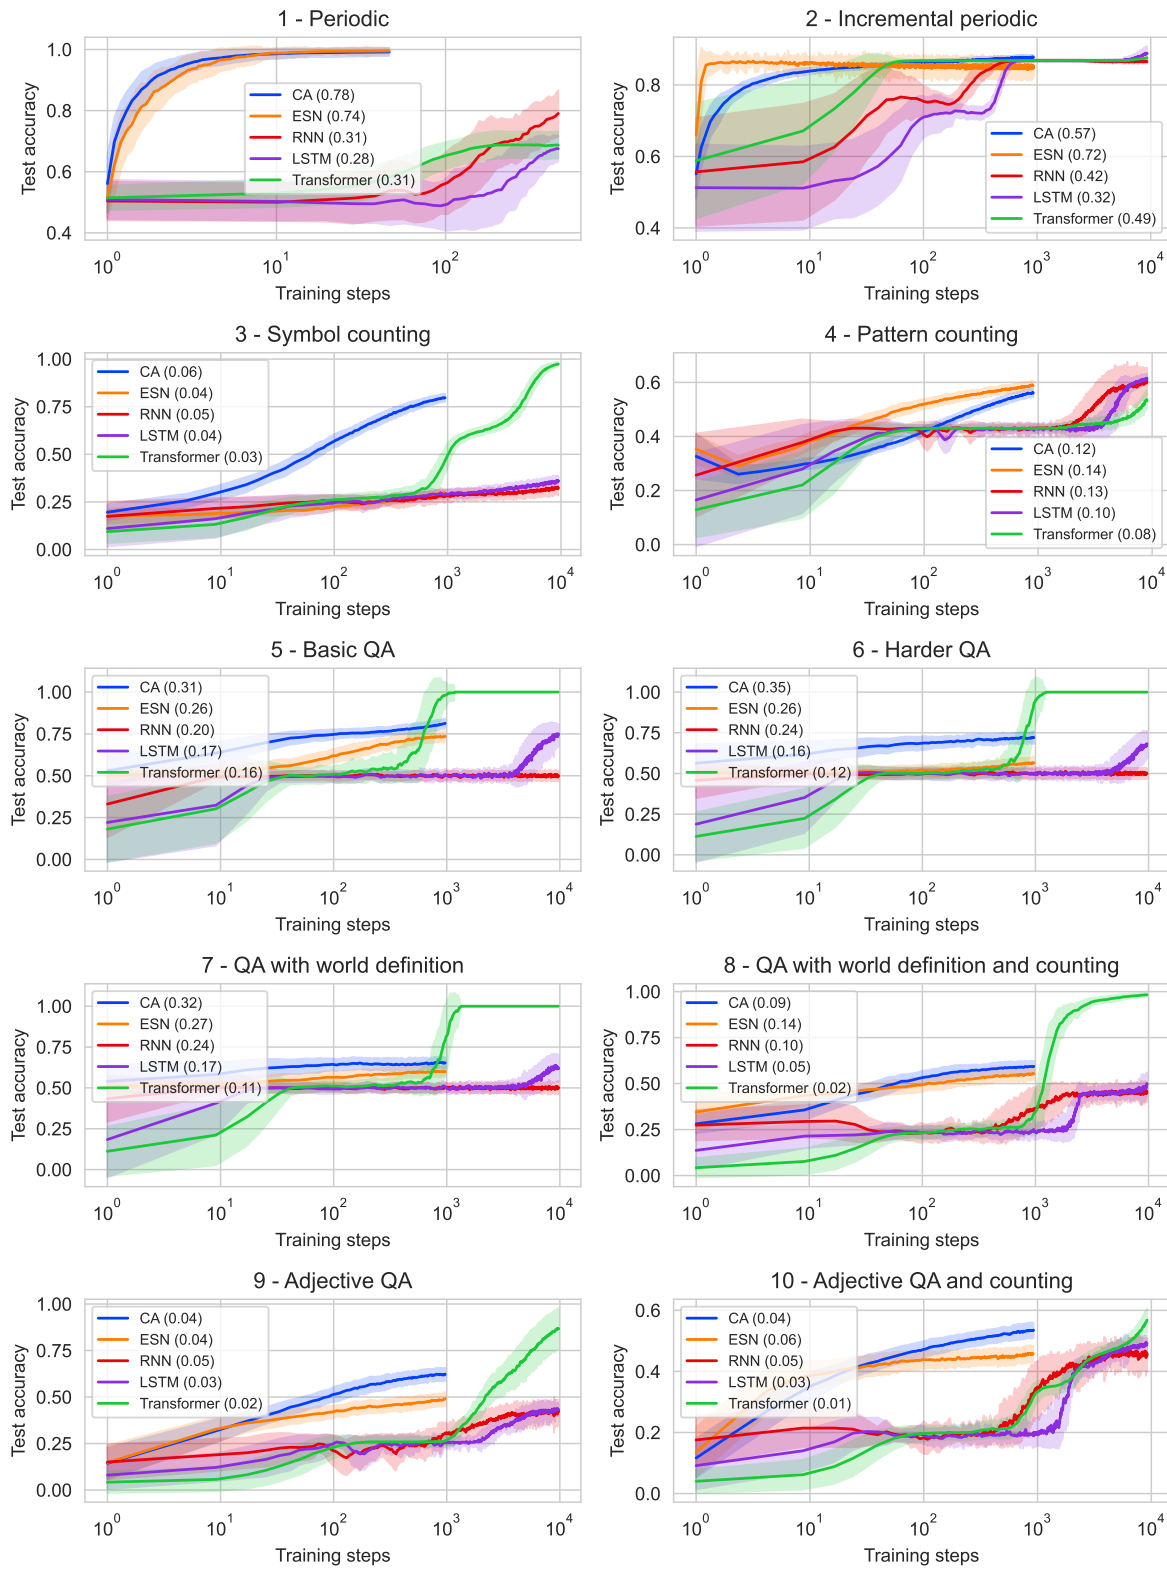 1 - Periodic
Test accuracy
1.0
0.8
0.6
0.4
CA (0.78)
ESN (0.74)
RNN (0.31)
LSTM (0.28)
Transformer (0.31)
10^0
10^1
10^2
Training steps
2 - Incremental periodic
Test accuracy
0.8
0.6
0.4
CA (0.57)
ESN (0.72)
RNN (0.42)
LSTM (0.32)
Transformer (0.49)
10^0
10^1
10^2
10^3
10^4
Training steps
3 - Symbol counting
Test accuracy
1.00
0.75
0.50
0.25
0.00
CA (0.06)
ESN (0.04)
RNN (0.05)
LSTM (0.04)
Transformer (0.03)
10^0
10^1
10^2
10^3
10^4
Training steps
4 - Pattern counting
Test accuracy
0.6
0.4
0.2
0.0
CA (0.12)
ESN (0.14)
RNN (0.13)
LSTM (0.10)
Transformer (0.08)
10^0
10^1
10^2
10^3
10^4
Training steps
5 - Basic QA
Test accuracy
1.00
0.75
0.50
0.25
0.00
CA (0.31)
ESN (0.26)
RNN (0.20)
LSTM (0.17)
Transformer (0.16)
10^0
10^1
10^2
10^3
10^4
Training steps
6 - Harder QA
Test accuracy
1.00
0.75
0.50
0.25
0.00
CA (0.35)
ESN (0.26)
RNN (0.24)
LSTM (0.16)
Transformer (0.12)
10^0
10^1
10^2
10^3
10^4
Training steps
7 - QA with world definition
Test accuracy
1.00
0.75
0.50
0.25
0.00
CA (0.32)
ESN (0.27)
RNN (0.24)
LSTM (0.17)
Transformer (0.11)
10^0
10^1
10^2
10^3
10^4
Training steps
8 - QA with world definition and counting
Test accuracy
1.00
0.75
0.50
0.25
0.00
CA (0.09)
ESN (0.14)
RNN (0.10)
LSTM (0.05)
Transformer (0.02)
10^0
10^1
10^2
10^3
10^4
Training steps
9 - Adjective QA
Test accuracy
1.00
0.75
0.50
0.25
0.00
CA (0.04)
ESN (0.04)
RNN (0.05)
LSTM (0.03)
Transformer (0.02)
10^0
10^1
10^2
10^3
10^4
Training steps
10 - Adjective QA and counting
Test accuracy
0.6
0.4
0.2
0.0
CA (0.04)
ESN (0.06)
RNN (0.05)
LSTM (0.03)
Transformer (0.01)
10^0
10^1
10^2
10^3
10^4
Training steps